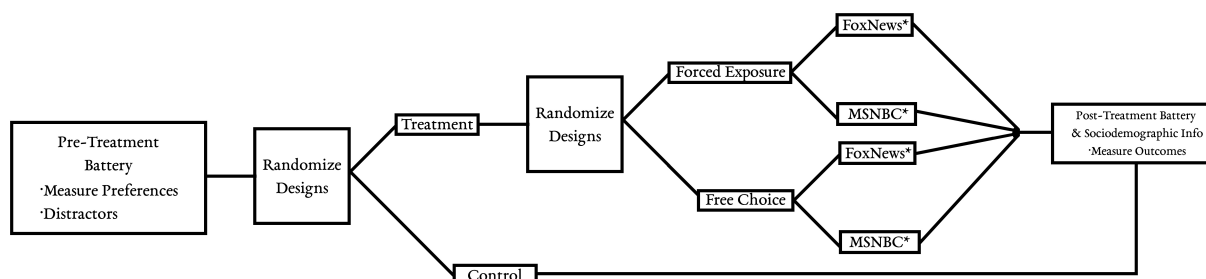 Pre-Treatment
Battery
·Measure Preferences
·Distractors
Randomize
Designs
Treatment
Control
Randomize
Designs
Forced Exposure
Free Choice
FoxNews*
MSNBC*
FoxNews*
MSNBC*
Post-Treatment Battery
& Sociodemographic Info
·Measure Outcomes